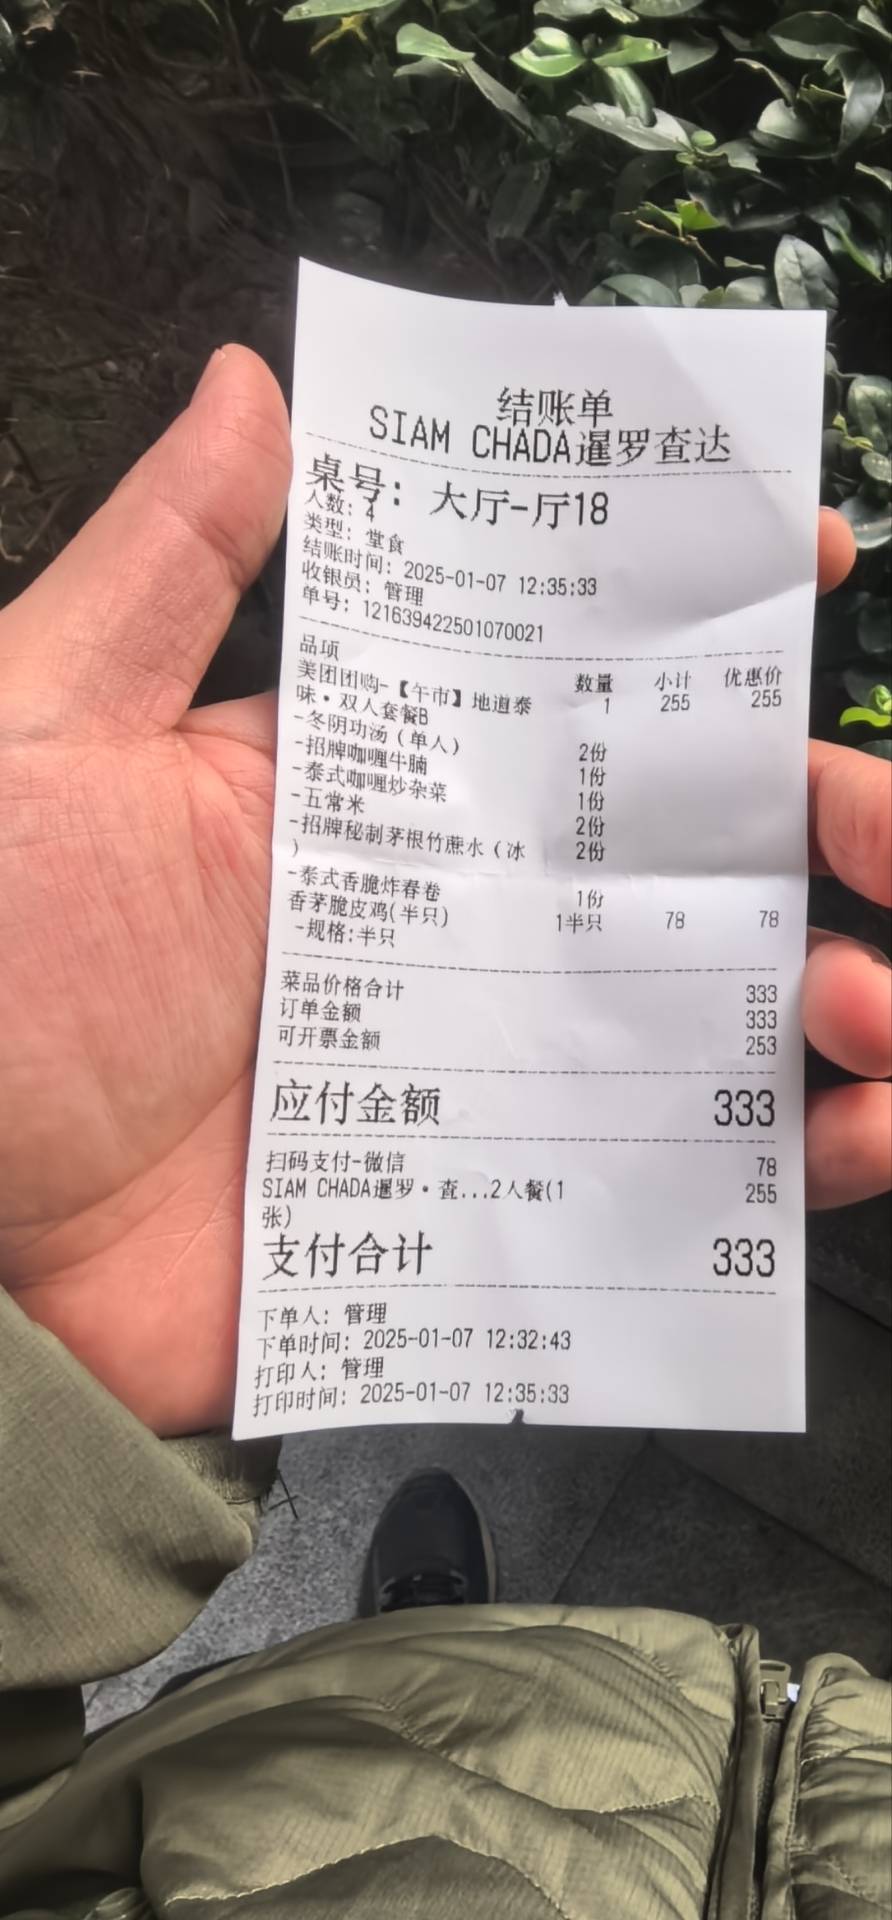 结账单
SIAM CHADA暹罗查达
桌号: 大厅-厅18
人数: 4
类型: 堂食
结账时间: 2025-01-07 12:35:33
收银员: 管理
单号: 121639422501070021
品项 数量 小计 优惠价
美团团购-【午市】地道泰 1 255 255
味·双人套餐B
-冬阴功汤(单人) 2份
-招牌咖喱牛腩 1份
-泰式咖喱炒杂菜 1份
-五常米 2份
-招牌秘制茅根竹蔗水(冰 2份
)
-泰式香脆炸春卷 1份
香茅脆皮鸡(半只) 1半只 78 78
-规格:半只
菜品价格合计 333
订单金额 333
可开票金额 253
应付金额 333
扫码支付-微信 78
SIAM CHADA暹罗·查...2人餐(1 255
张)
支付合计 333
下单人: 管理
下单时间: 2025-01-07 12:32:43
打印人: 管理
打印时间: 2025-01-07 12:35:33